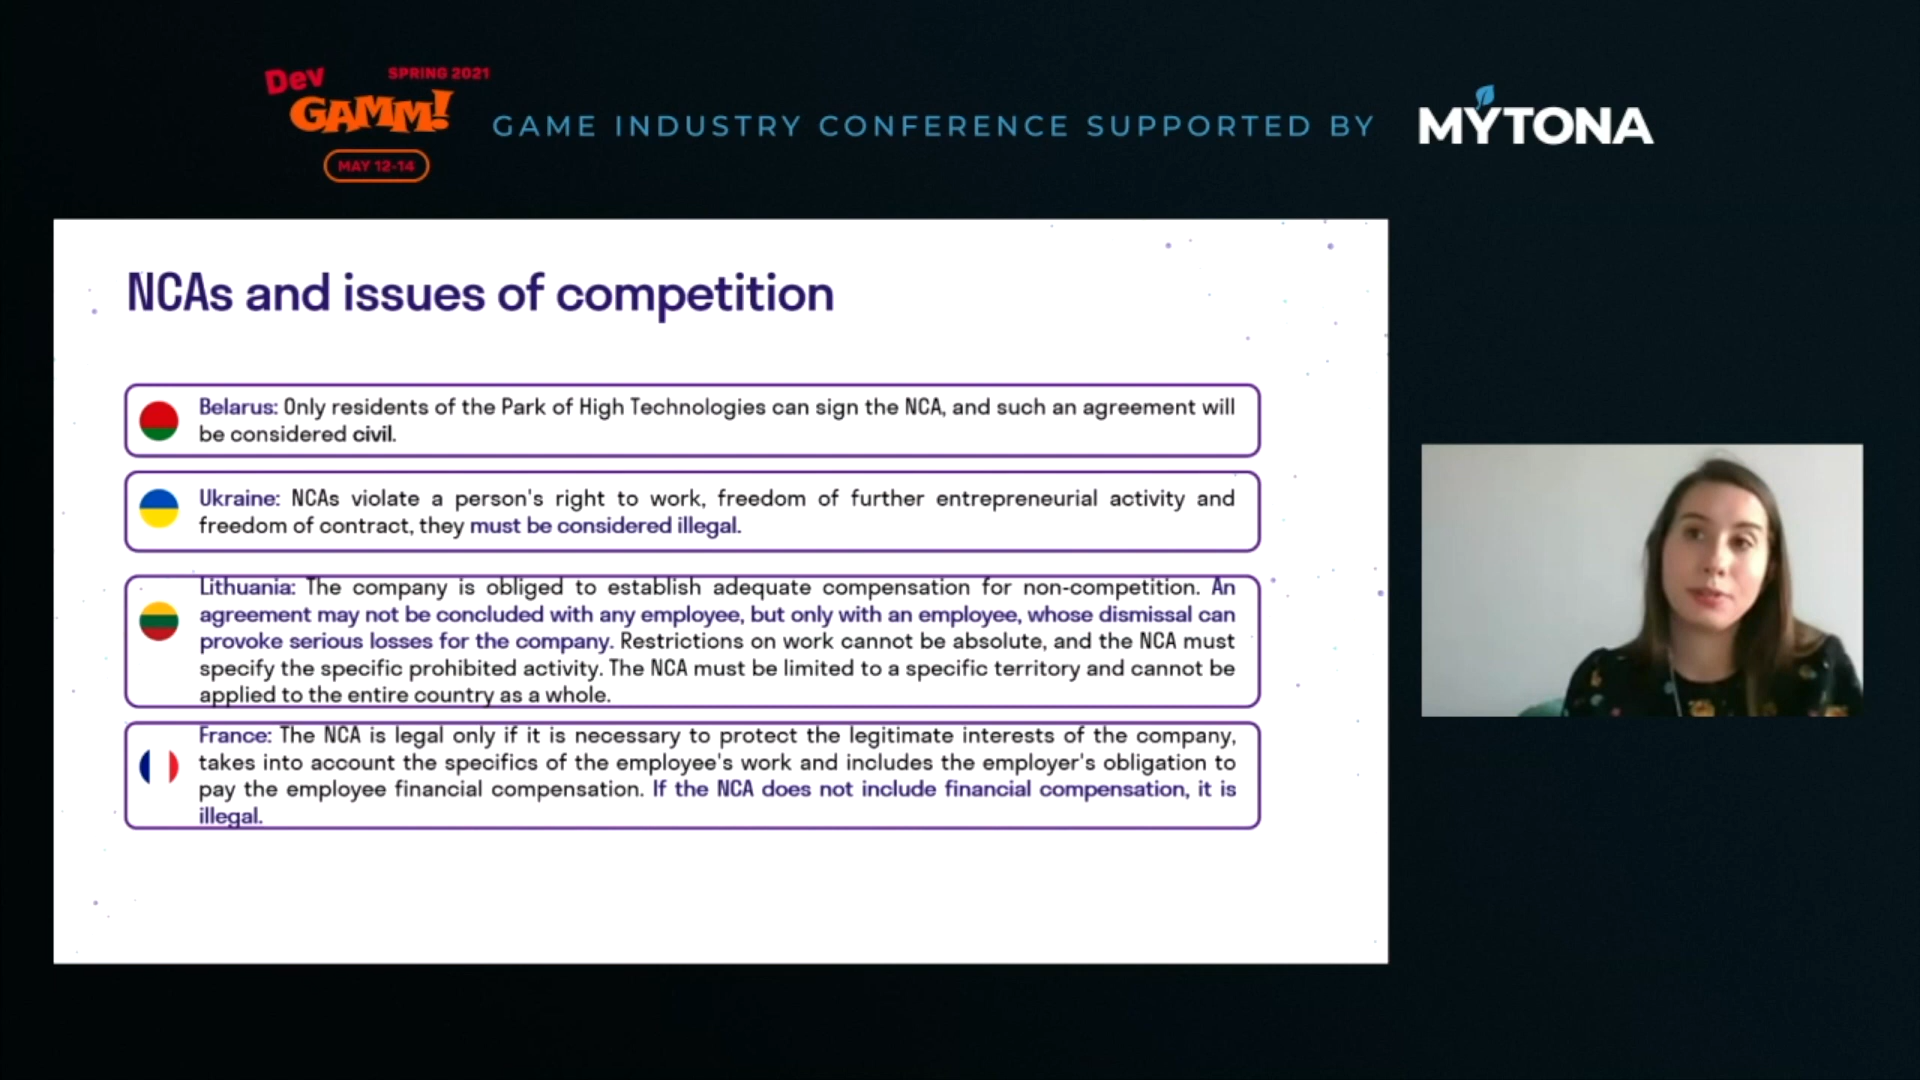 Dev
SPRING 2021
GAMM!
MAY 12-14
GAME INDUSTRY CONFERENCE SUPPORTED BY
MYTONA
NCAs and issues of competition
Belarus: Only residents of the Park of High Technologies can sign the NCA, and such an agreement will
be considered civil.
Ukraine: NCAs violate a person's right to work, freedom of further entrepreneurial activity and
freedom of contract, they must be considered illegal.
Lithuania: The company is obliged to establish adequate compensation for non-competition. An
agreement may not be concluded with any employee, but only with an employee, whose dismissal can
provoke serious losses for the company. Restrictions on work cannot be absolute, and the NCA must
specify the specific prohibited activity. The NCA must be limited to a specific territory and cannot be
applied to the entire country as a whole.
France: The NCA is legal only if it is necessary to protect the legitimate interests of the company,
takes into account the specifics of the employee's work and includes the employer's obligation to
pay the employee financial compensation. If the NCA does not include financial compensation, it is
illegal.